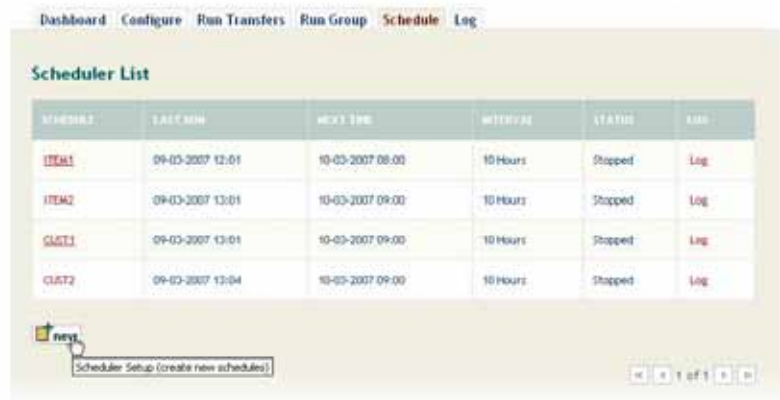 Dashboard Configure Run Transfers Run Group Schedule Log
Scheduler List
SCHEDULE LAST RUN NEXT TIME INTERVAL STATUS LOG
ITEM1 09-03-2007 12:01 10-03-2007 08:00 10 Hours Stopped Log
ITEM2 09-03-2007 13:01 10-03-2007 09:00 10 Hours Stopped Log
CUST1 09-03-2007 13:01 10-03-2007 09:00 10 Hours Stopped Log
CUST2 09-03-2007 13:04 10-03-2007 09:00 10 Hours Stopped Log
new
Scheduler Setup (create new schedules)
1 of 1